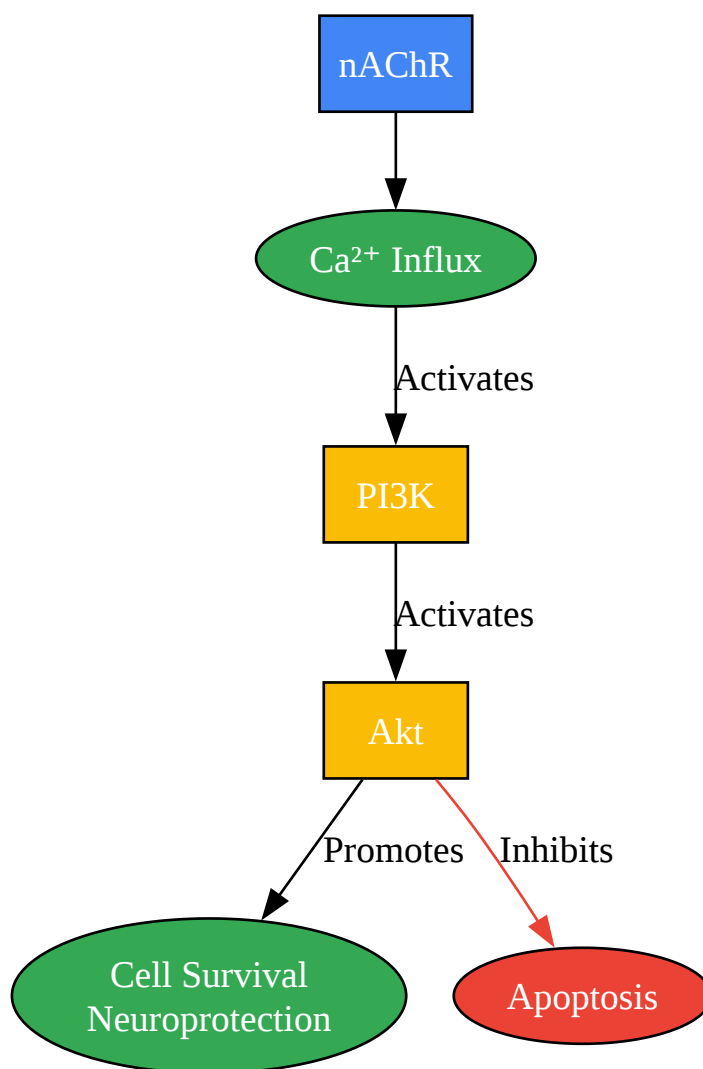 nAChR
Ca²⁺ Influx
Activates
PI3K
Activates
Akt
Promotes
Inhibits
Cell Survival
Neuroprotection
Apoptosis